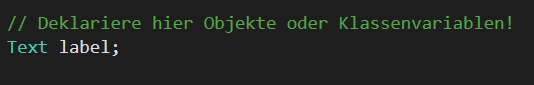 // Deklariere hier Objekte oder Klassenvariablen!
Text label;